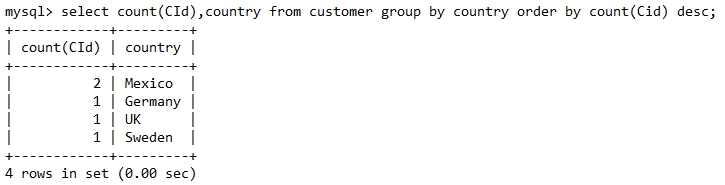 mysql> select count(CId),country from customer group by country order by count(Cid) desc;
+------------+---------+
| count(CId) | country |
+------------+---------+
|          2 | Mexico  |
|          1 | Germany |
|          1 | UK      |
|          1 | Sweden  |
+------------+---------+
4 rows in set (0.00 sec)